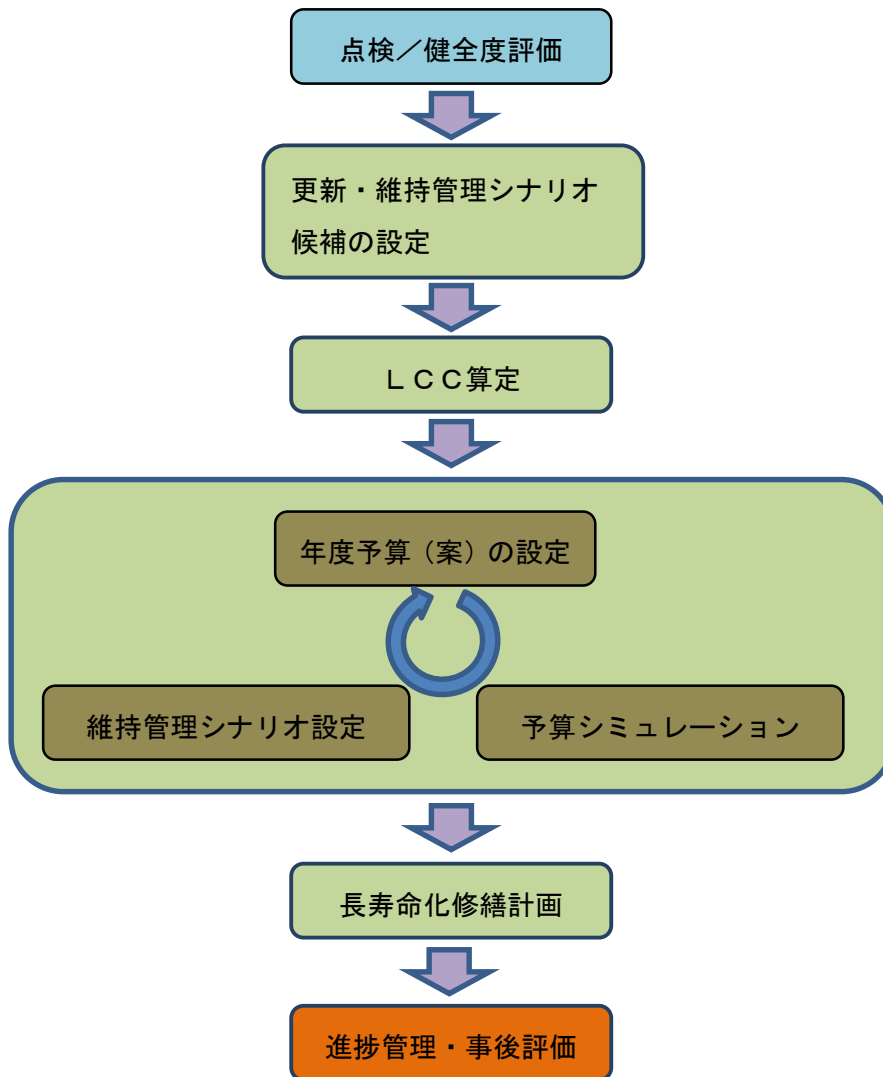 点検／健全度評価
更新・維持管理シナリオ
候補の設定
ＬＣＣ算定
年度予算（案）の設定
維持管理シナリオ設定
予算シミュレーション
長寿命化修繕計画
進捗管理・事後評価